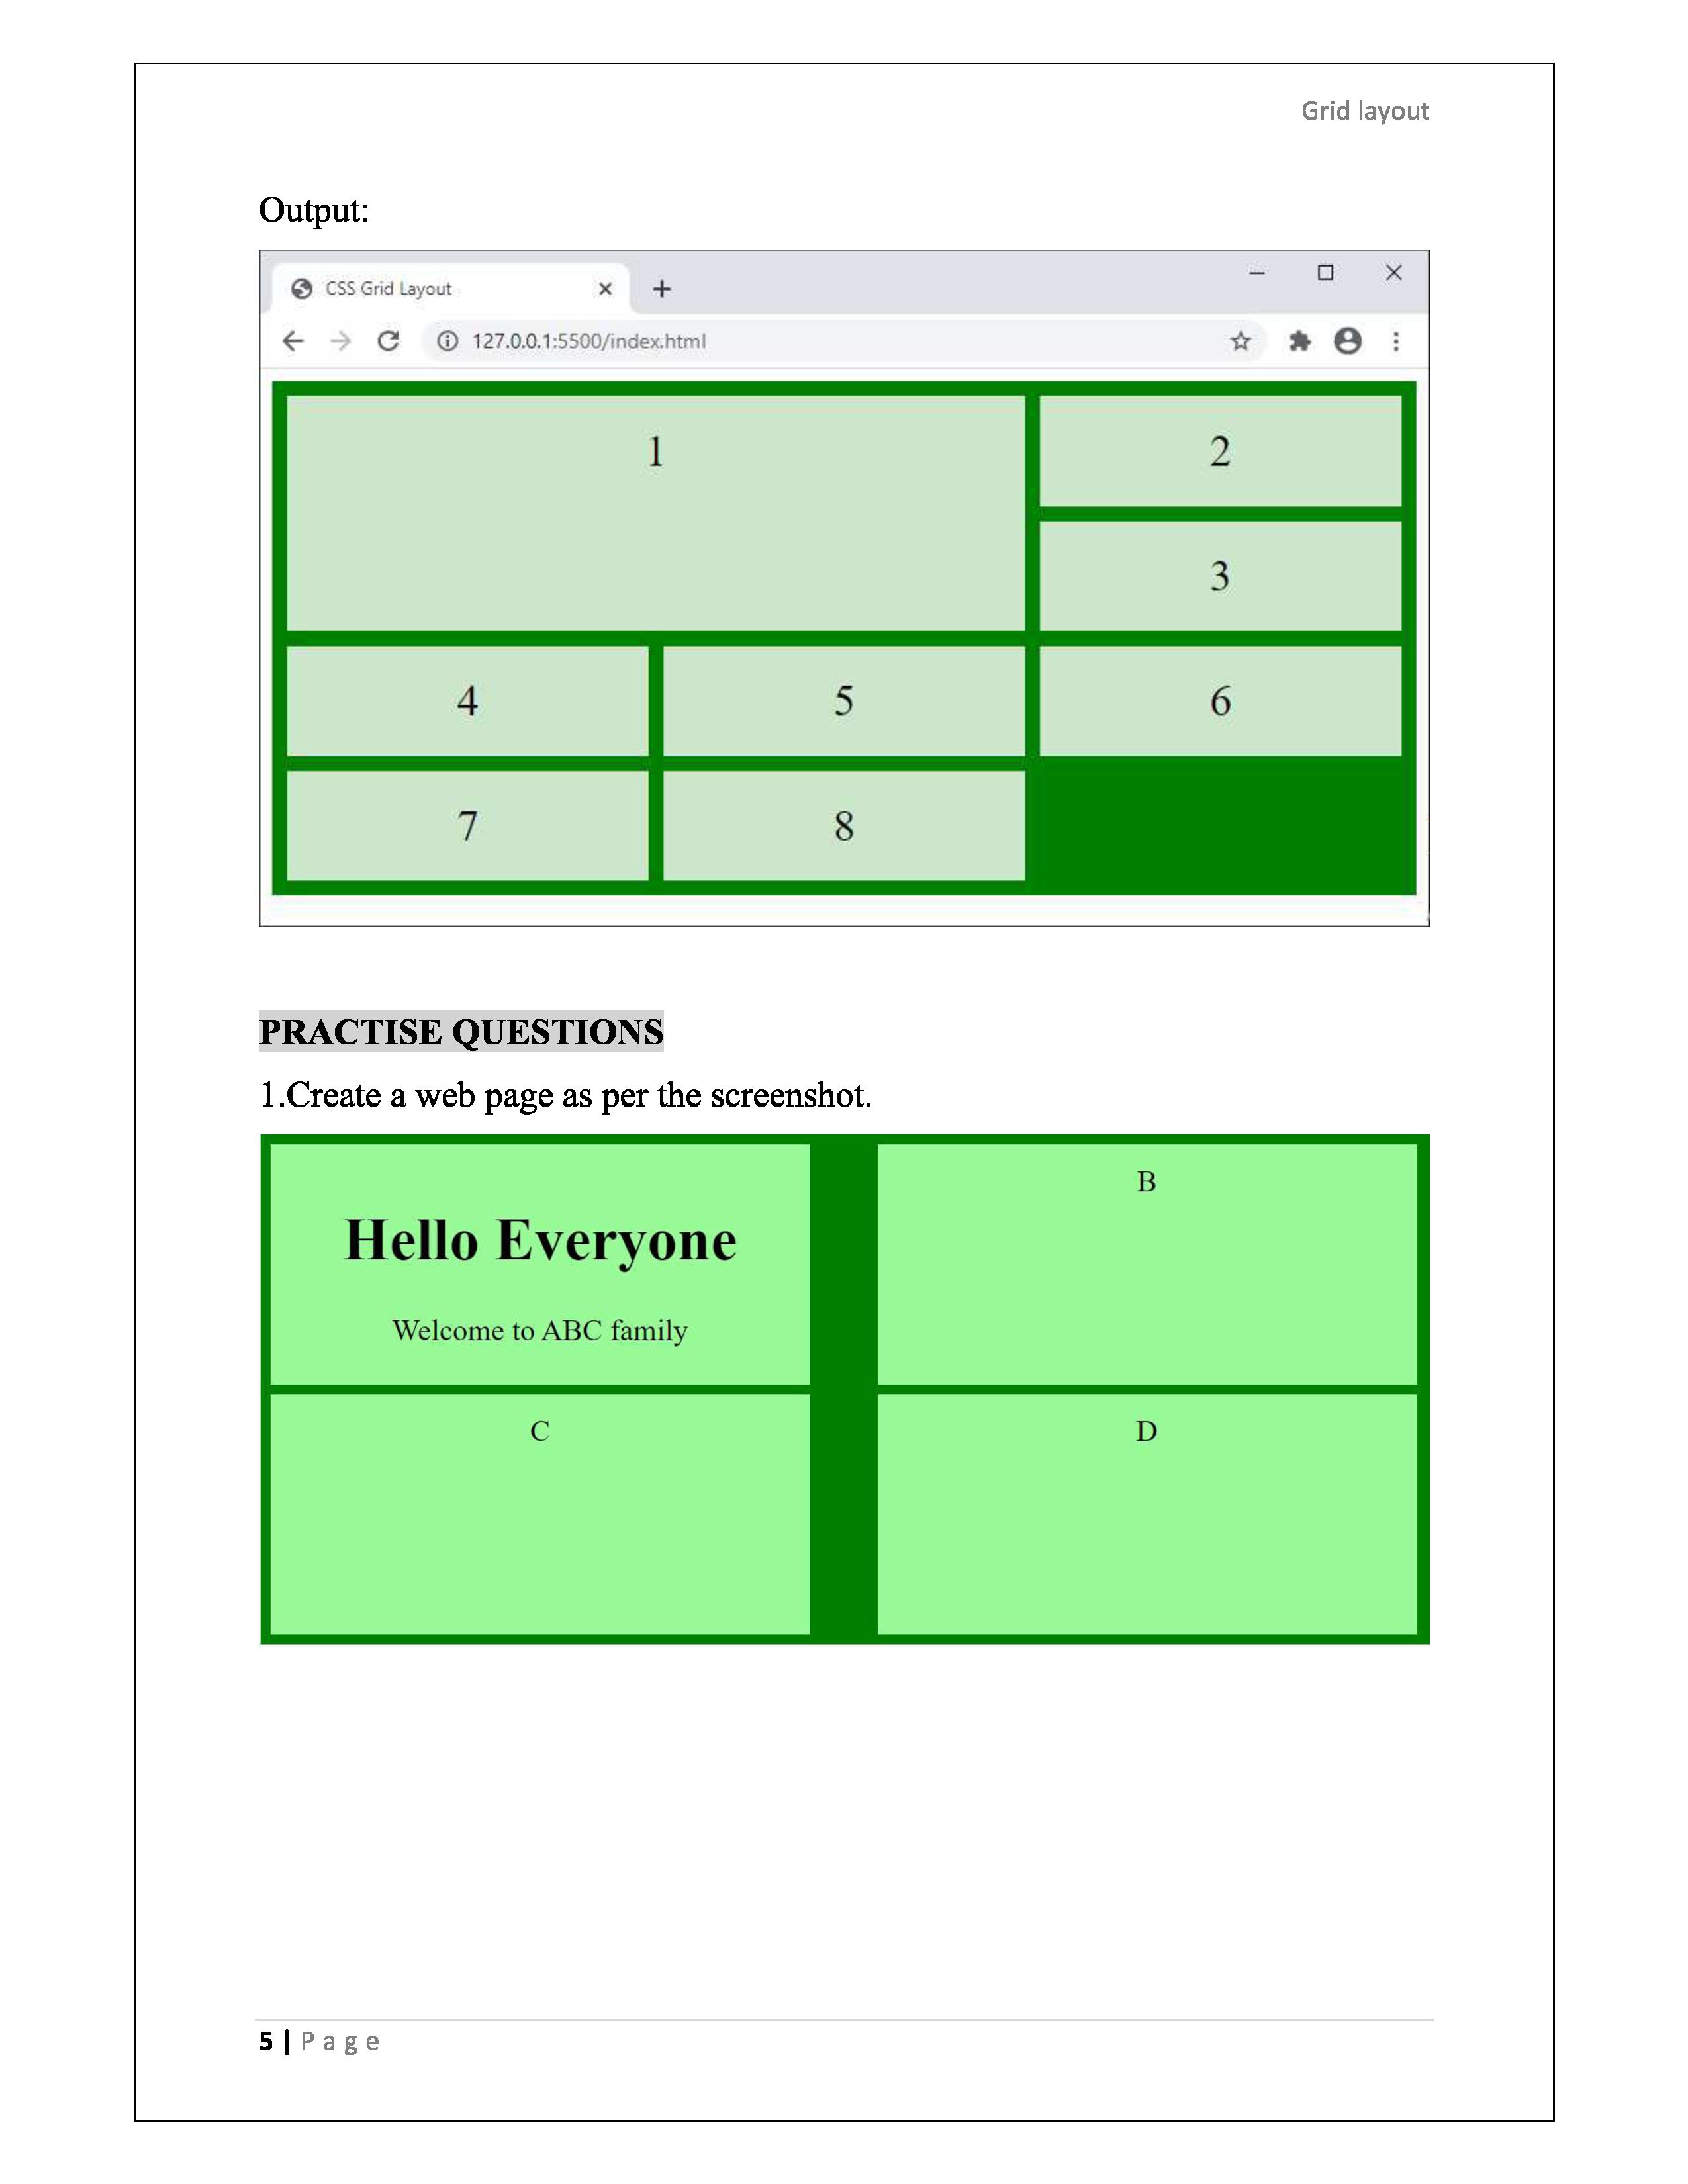 Grid layout
Output:
CSS Grid Layout
127.0.0.1:5500/index.html
1
2
3
4
5
6
7
8
PRACTISE QUESTIONS
1.Create a web page as per the screenshot.
Hello Everyone
Welcome to ABC family
B
C
D
5 | Page